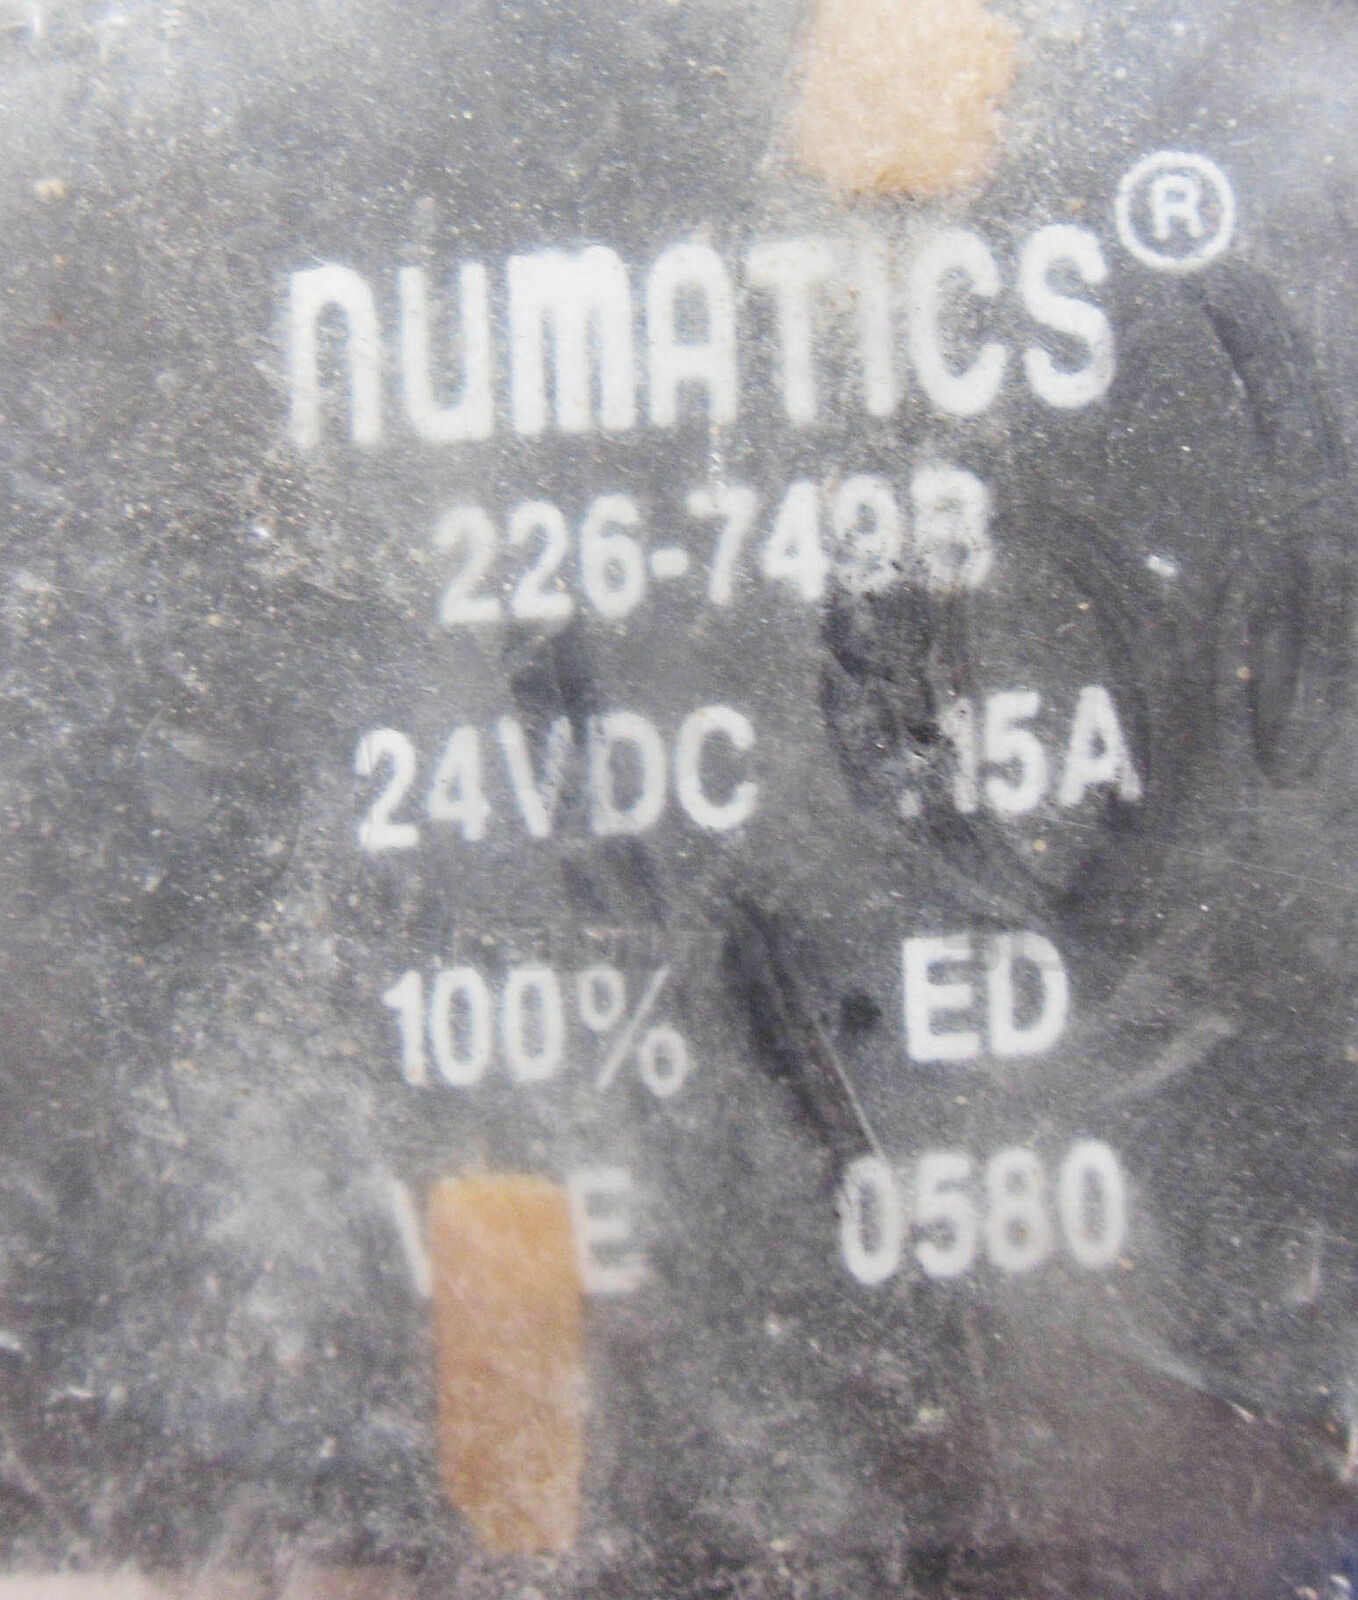 numATICS®
226-749B
24VDC .15A
100% ED
0580